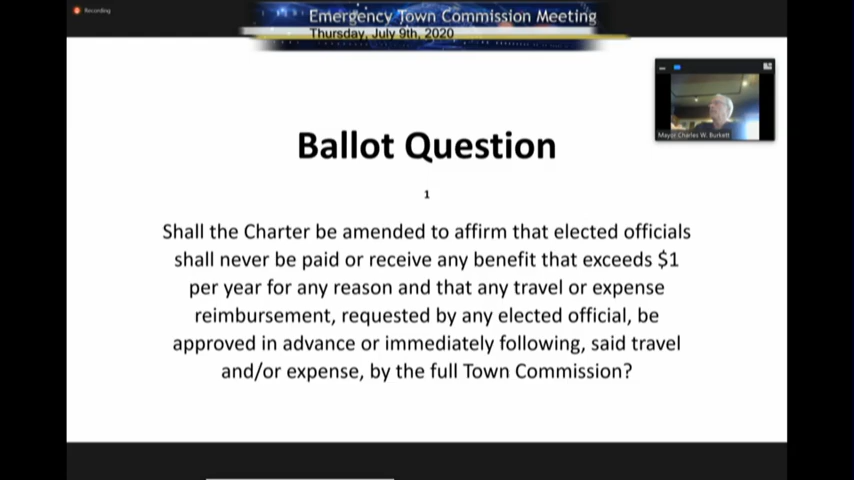 Recording
Emergency Town Commission Meeting
Thursday, July 9th, 2020
Mayor Charles W. Burkett
Ballot Question
1
Shall the Charter be amended to affirm that elected officials
shall never be paid or receive any benefit that exceeds $1
per year for any reason and that any travel or expense
reimbursement, requested by any elected official, be
approved in advance or immediately following, said travel
and/or expense, by the full Town Commission?